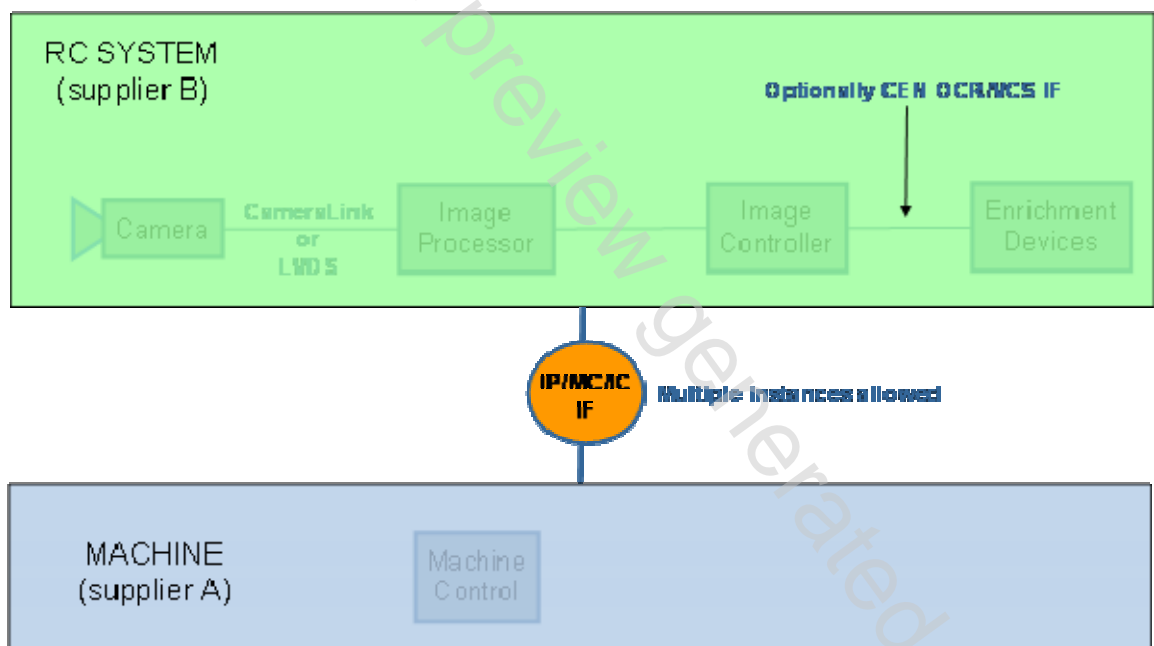 RC SYSTEM
(supplier B)
Optionally CEN OCR/VCS IF
Camera
CameraLink
or
LVDS
Image
Processor
Image
Controller
Enrichment
Devices
IP/MC/IC
IF
Multiple instances allowed
MACHINE
(supplier A)
Machine
Control
preview generated